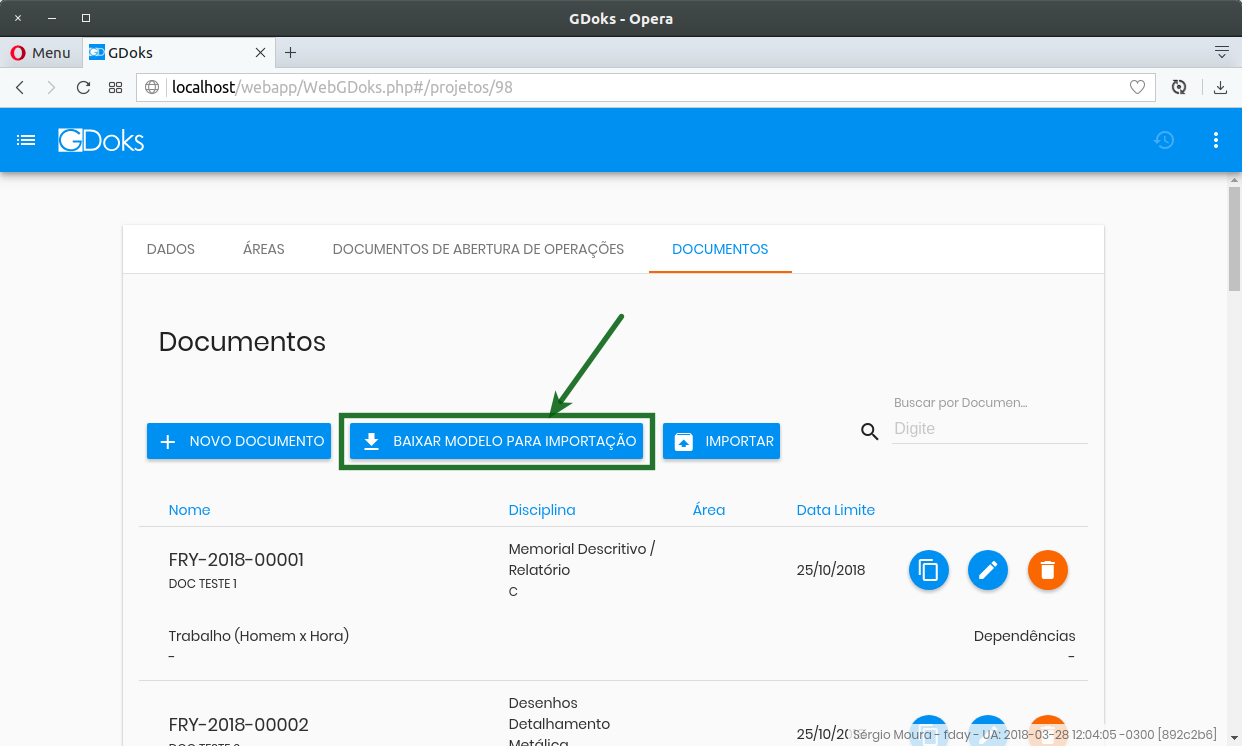 GDoks - Opera
Menu
GDoks
localhost/webapp/WebGDoks.php#/projetos/98
GDoks
DADOS ÁREAS DOCUMENTOS DE ABERTURA DE OPERAÇÕES DOCUMENTOS
Documentos
Buscar por Documen...
Digite
NOVO DOCUMENTO BAIXAR MODELO PARA IMPORTAÇÃO IMPORTAR
Nome Disciplina Área Data Limite
FRY-2018-00001
DOC TESTE 1
Memorial Descritivo /
Relatório
C
25/10/2018
Trabalho (Homem x Hora) Dependências
- -
FRY-2018-00002
Desenhos
Detalhamento
Metálica
25/10/20
Sérgio Moura - fday - UA: 2018-03-28 12:04:05 -0300 [892c2b6]